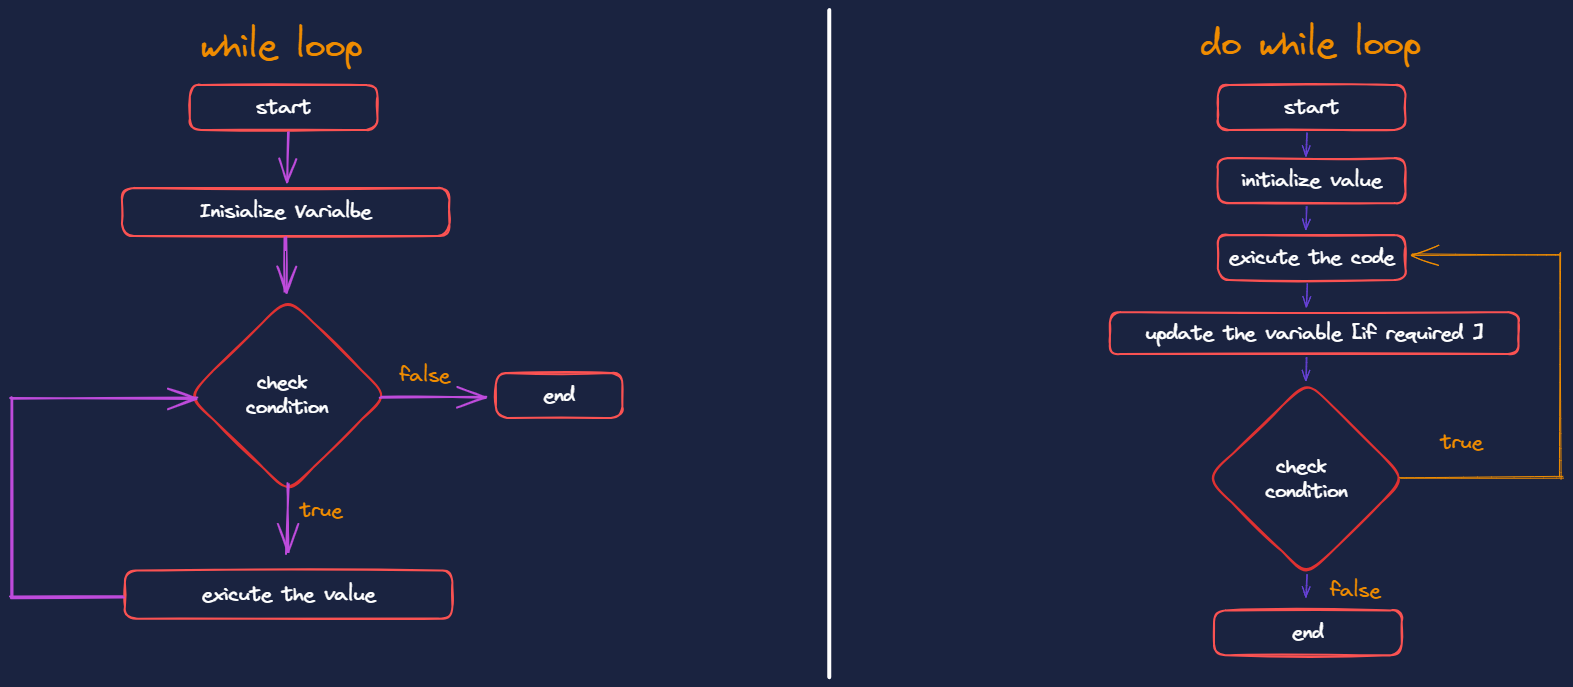 while loop
start
Inisialize Varialbe
check
condition
false
end
true
exicute the value
do while loop
start
initialize value
exicute the code
update the variable [if required ]
check
condition
true
false
end